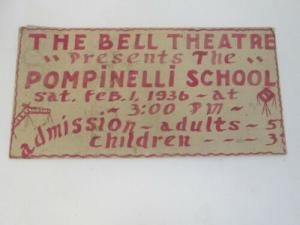 THE BELL THEATRE
" Presents The "
POMPINELLI SCHOOL
Sat. Feb. 1, 1936 - at
- 3:00 PM -
admission - adults - 5
children --- 3